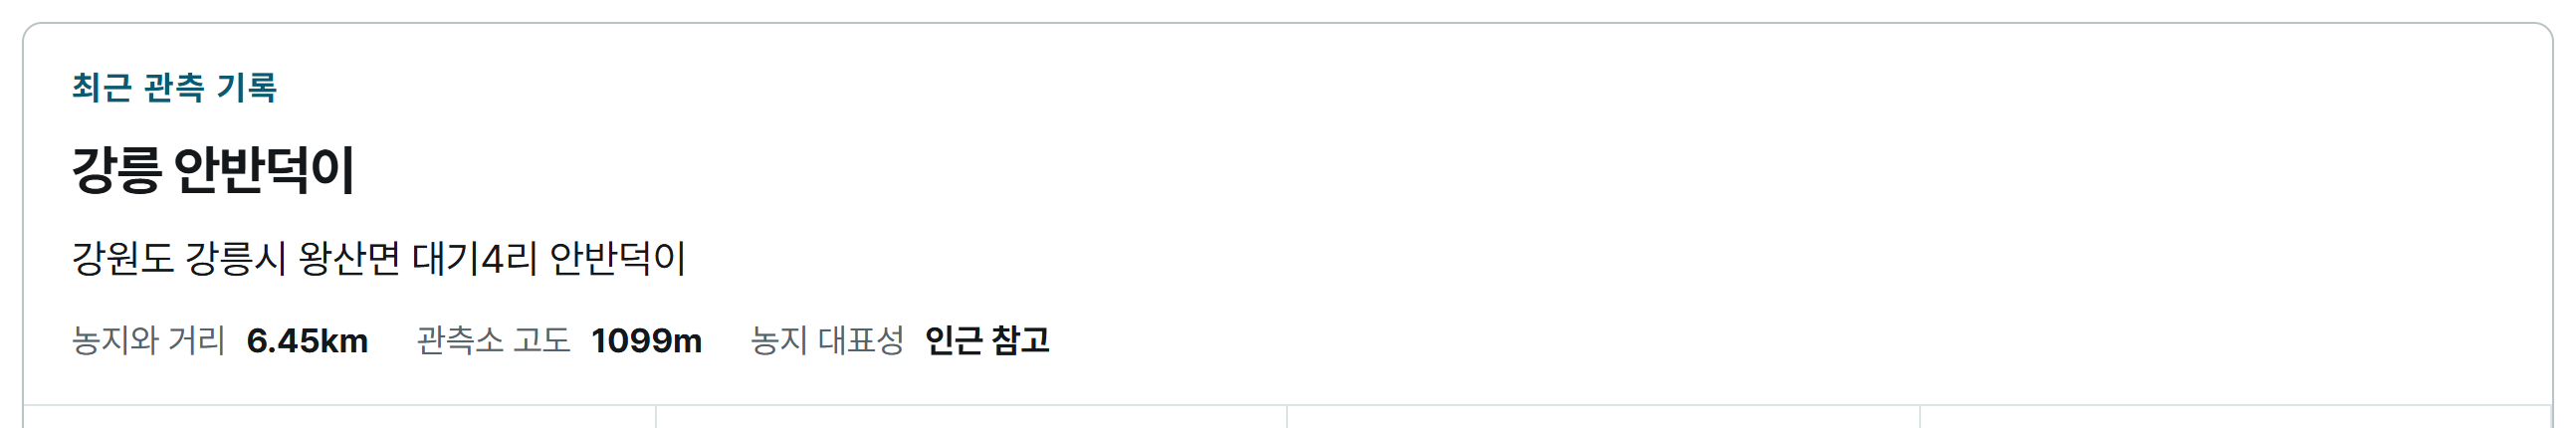 최근 관측 기록
강릉 안반덕이
강원도 강릉시 왕산면 대기4리 안반덕이
농지와 거리 6.45km 관측소 고도 1099m 농지 대표성 인근 참고